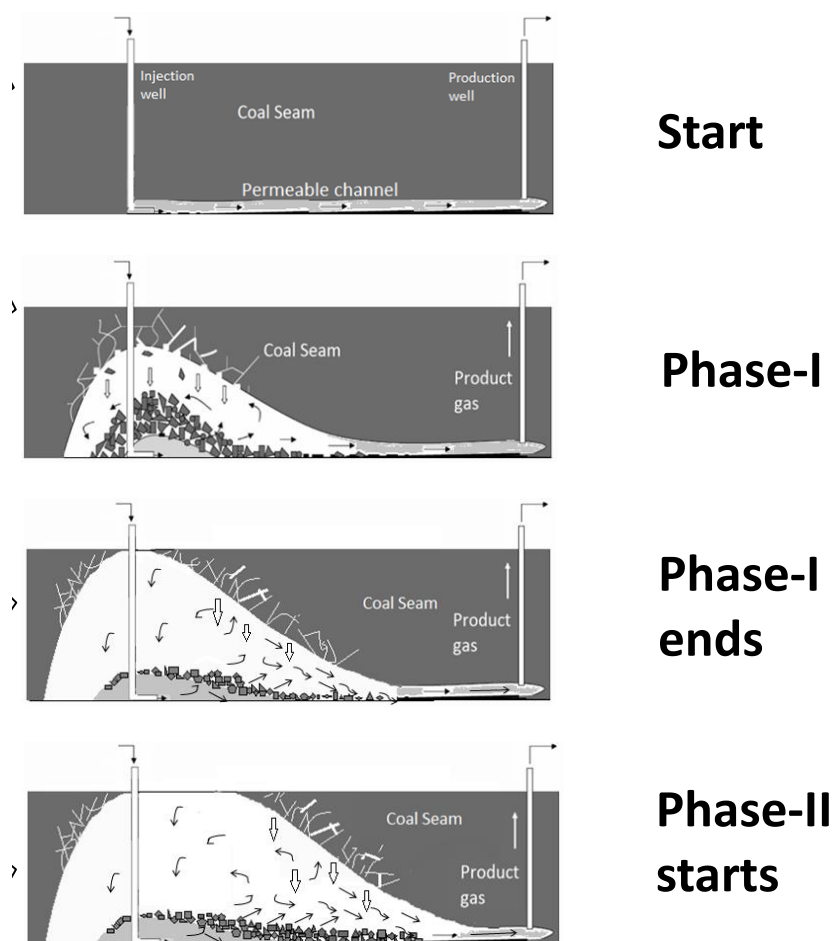 Injection
well
Production
well
Coal Seam
Permeable channel
Start
Coal Seam
Product
gas
Phase-I
Coal Seam
Product
gas
Phase-I
ends
Coal Seam
Product
gas
Phase-II
starts